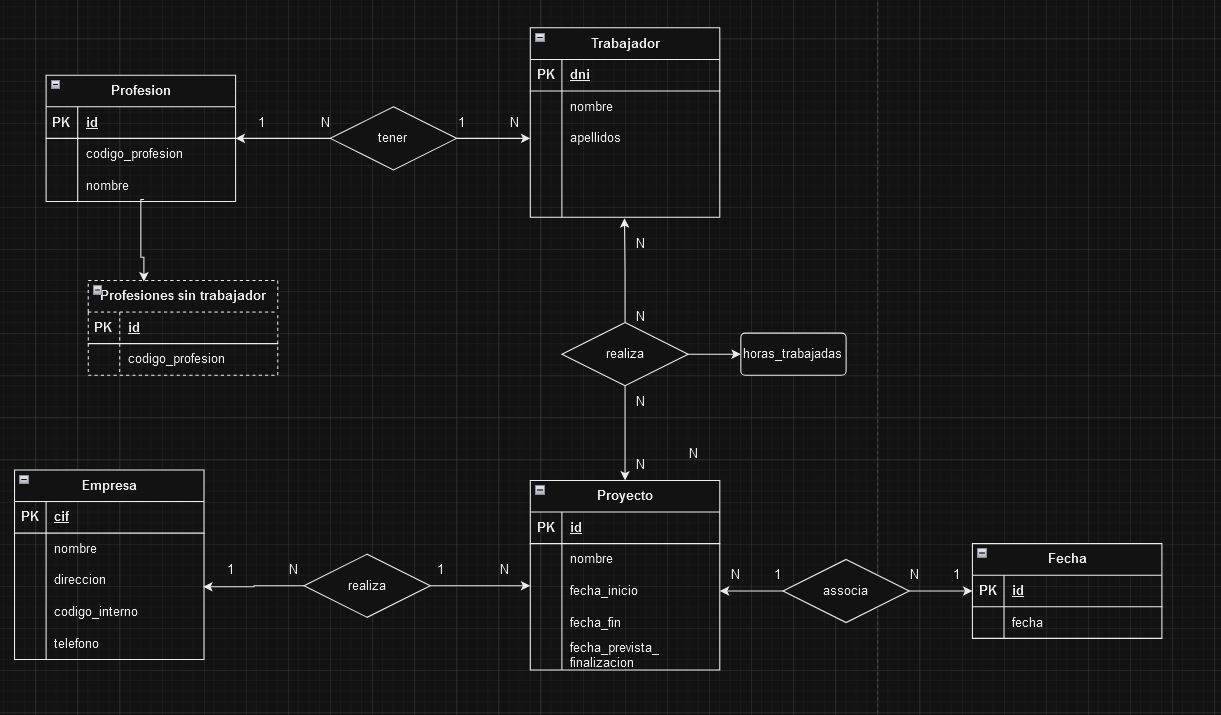 Trabajador
PK dni
nombre
apellidos
Profesion
PK id
codigo_profesion
nombre
1 N
tener
1 N
Profesiones sin trabajador
PK id
codigo_profesion
N
N
realiza
horas_trabajadas
N
N
N
Empresa
PK cif
nombre
direccion
codigo_interno
telefono
1 N
realiza
1 N
Proyecto
PK id
nombre
fecha_inicio
fecha_fin
fecha_prevista_
finalizacion
N 1
associa
N 1
Fecha
PK id
fecha